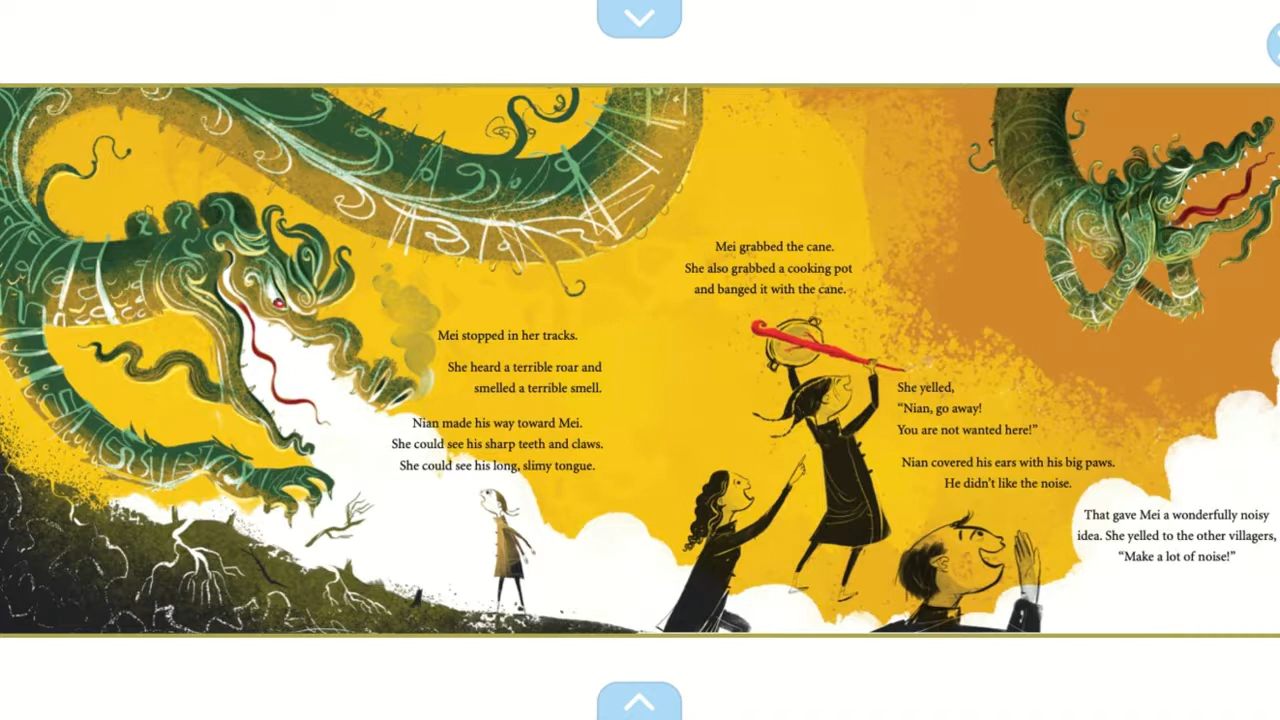 Mei stopped in her tracks.
She heard a terrible roar and
smelled a terrible smell.
Nian made his way toward Mei.
She could see his sharp teeth and claws.
She could see his long, slimy tongue.
Mei grabbed the cane.
She also grabbed a cooking pot
and banged it with the cane.
She yelled,
“Nian, go away!
You are not wanted here!”
Nian covered his ears with his big paws.
He didn’t like the noise.
That gave Mei a wonderfully noisy
idea. She yelled to the other villagers,
“Make a lot of noise!”